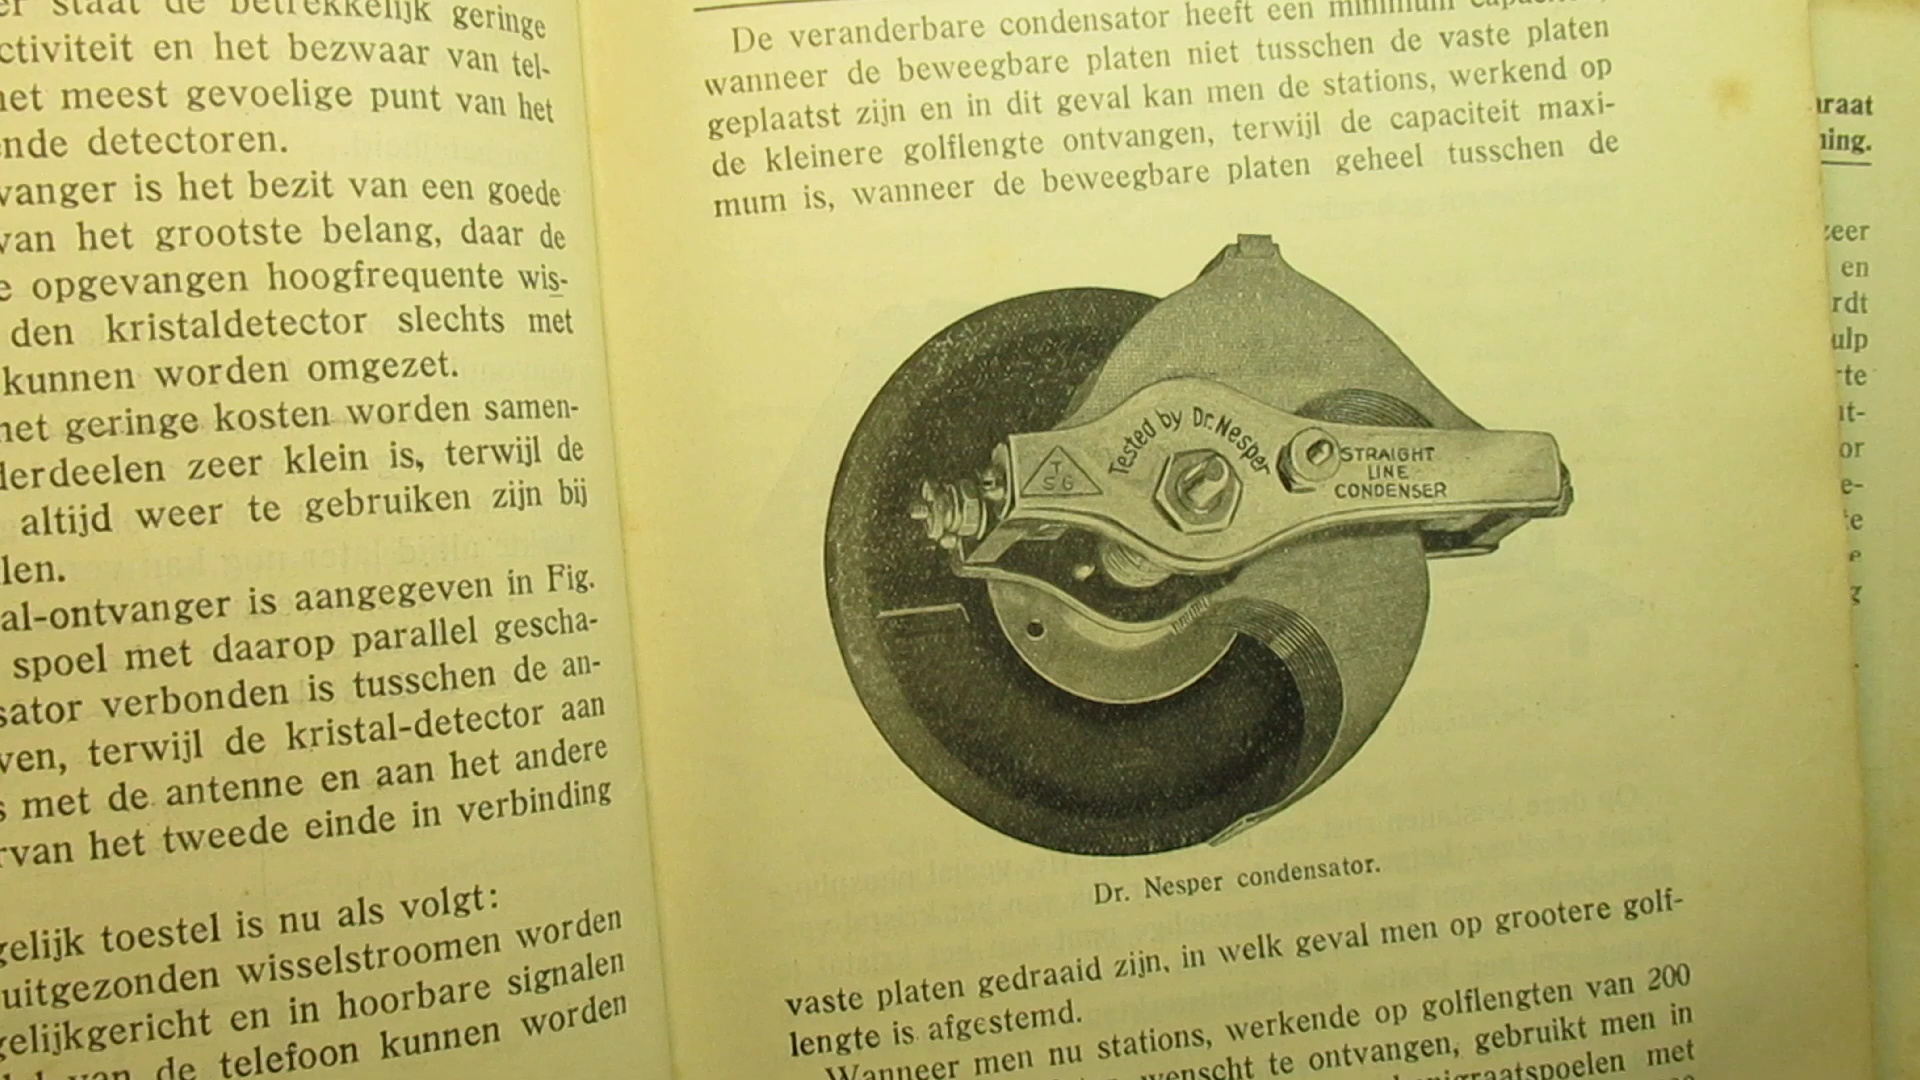 er staat de betrekkelijk geringe
ctiviteit en het bezwaar van tel-
net meest gevoelige punt van het
nde detectoren.
vanger is het bezit van een goede
van het grootste belang, daar de
e opgevangen hoogfrequente wis-
den kristaldetector slechts met
kunnen worden omgezet.
net geringe kosten worden samen-
derdeelen zeer klein is, terwijl de
altijd weer te gebruiken zijn bij
len.
al-ontvanger is aangegeven in Fig.
spoel met daarop parallel gescha-
sator verbonden is tusschen de an-
ven, terwijl de kristal-detector aan
s met de antenne en aan het andere
rvan het tweede einde in verbinding
gelijk toestel is nu als volgt:
uitgezonden wisselstroomen worden
gelijkgericht en in hoorbare signalen
van de telefoon kunnen worden
De veranderbare condensator heeft een minimum
wanneer de beweegbare platen niet tusschen de vaste platen
geplaatst zijn en in dit geval kan men de stations, werkend op
de kleinere golflengte ontvangen, terwijl de capaciteit maxi-
mum is, wanneer de beweegbare platen geheel tusschen de
Tested by Dr. Nesper
T
S G
STRAIGHT
LINE
CONDENSER
Dr. Nesper condensator.
vaste platen gedraaid zijn, in welk geval men op grootere golf-
lengte is afgestemd.
Wanneer men nu stations, werkende op golflengten van 200
wenscht te ontvangen, gebruikt men in
met
araat
ning.
zeer
en
rdt
ulp
rte
it-
or
e-
te
e
g